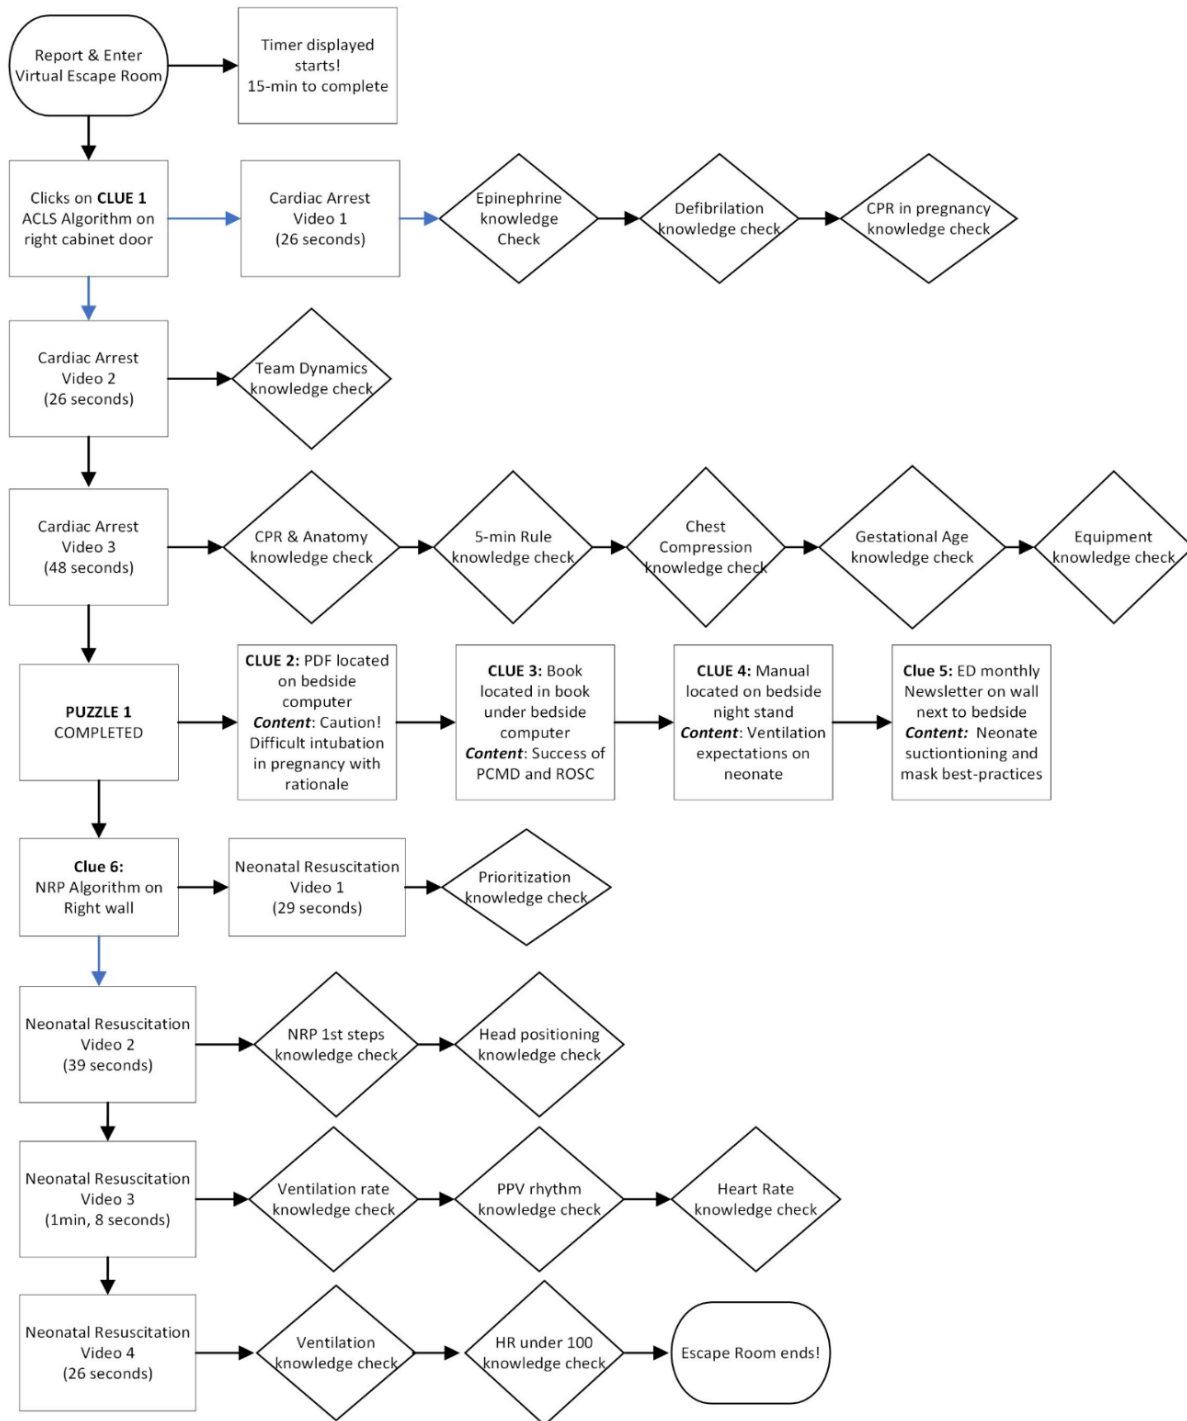 Report & Enter
Virtual Escape Room
Timer displayed
starts!
15-min to complete
Clicks on CLUE 1
ACLS Algorithm on
right cabinet door
Cardiac Arrest
Video 1
(26 seconds)
Epinephrine
knowledge
Check
Defibrilation
knowledge check
CPR in pregnancy
knowledge check
Cardiac Arrest
Video 2
(26 seconds)
Team Dynamics
knowledge check
Cardiac Arrest
Video 3
(48 seconds)
CPR & Anatomy
knowledge check
5-min Rule
knowledge check
Chest
Compression
knowledge check
Gestational Age
knowledge check
Equipment
knowledge check
PUZZLE 1
COMPLETED
CLUE 2: PDF located
on bedside
computer
Content: Caution!
Difficult intubation
in pregnancy with
rationale
CLUE 3: Book
located in book
under bedside
computer
Content: Success of
PCMD and ROSC
CLUE 4: Manual
located on bedside
night stand
Content: Ventilation
expectations on
neonate
Clue 5: ED monthly
Newsletter on wall
next to bedside
Content: Neonate
suctiontioning and
mask best-practices
Clue 6:
NRP Algorithm on
Right wall
Neonatal Resuscitation
Video 1
(29 seconds)
Prioritization
knowledge check
Neonatal Resuscitation
Video 2
(39 seconds)
NRP 1st steps
knowledge check
Head positioning
knowledge check
Neonatal Resuscitation
Video 3
(1min, 8 seconds)
Ventilation rate
knowledge check
PPV rhythm
knowledge check
Heart Rate
knowledge check
Neonatal Resuscitation
Video 4
(26 seconds)
Ventilation
knowledge check
HR under 100
knowledge check
Escape Room ends!